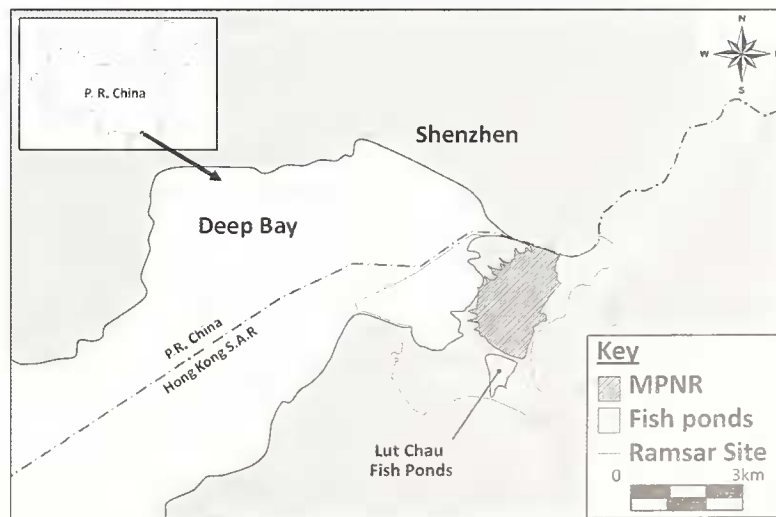 N
W
S
P. R. China
Shenzhen
Deep Bay
P.R. China
Hong Kong S.A.R
Lut Chau
Fish Ponds
Key
MPNR
Fish ponds
Ramsar Site
0 3km